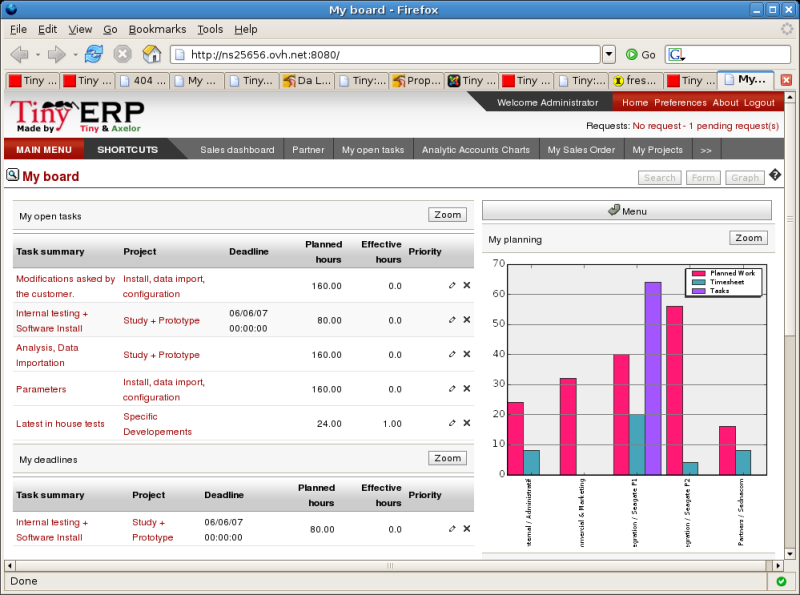 My board - Firefox
File Edit View Go Bookmarks Tools Help
http://ns25656.ovh.net:8080/ Go G
Tiny ... Tiny ... 404 ... My ... Tiny... Da L... Tiny:... Prop... Tiny ... Tiny ... Tiny:... fres... Tiny ... My...
Tiny ERP
Made by Tiny & Axelor
Welcome Administrator Home Preferences About Logout
Requests: No request - 1 pending request(s)
MAIN MENU SHORTCUTS Sales dashboard Partner My open tasks Analytic Accounts Charts My Sales Order My Projects >>
My board Search Form Graph ?
My open tasks Zoom
Task summary Project Deadline Planned hours Effective hours Priority
Modifications asked by Install, data import,
the customer. configuration 160.00 0.0
Internal testing + Study + Prototype 06/06/07 80.00 0.0
Software Install 00:00:00
Analysis, Data Study + Prototype 160.00 0.0
Importation
Parameters Install, data import, 160.00 0.0
configuration
Latest in house tests Specific 24.00 1.00
Developements
My deadlines Zoom
Task summary Project Deadline Planned hours Effective hours Priority
Internal testing + Study + 06/06/07 80.00 0.0
Software Install Prototype 00:00:00
Menu
My planning Zoom
Planned Work
Timesheet
Tasks
70
60
50
40
30
20
10
0
ternal / Administratif
mmercial & Marketing
egration / Seagate P1
egration / Seagate P2
Partners / Sednacom
Done